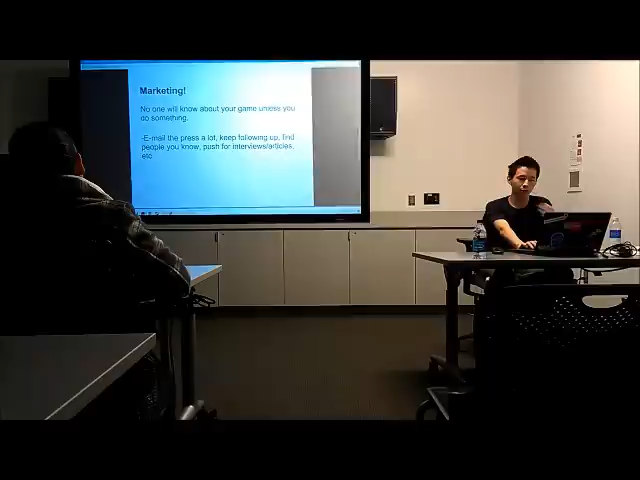 Marketing!
No one will know about your game unless you
do something.
-E-mail the press a lot, keep following up, find
people you know, push for interviews/articles,
etc